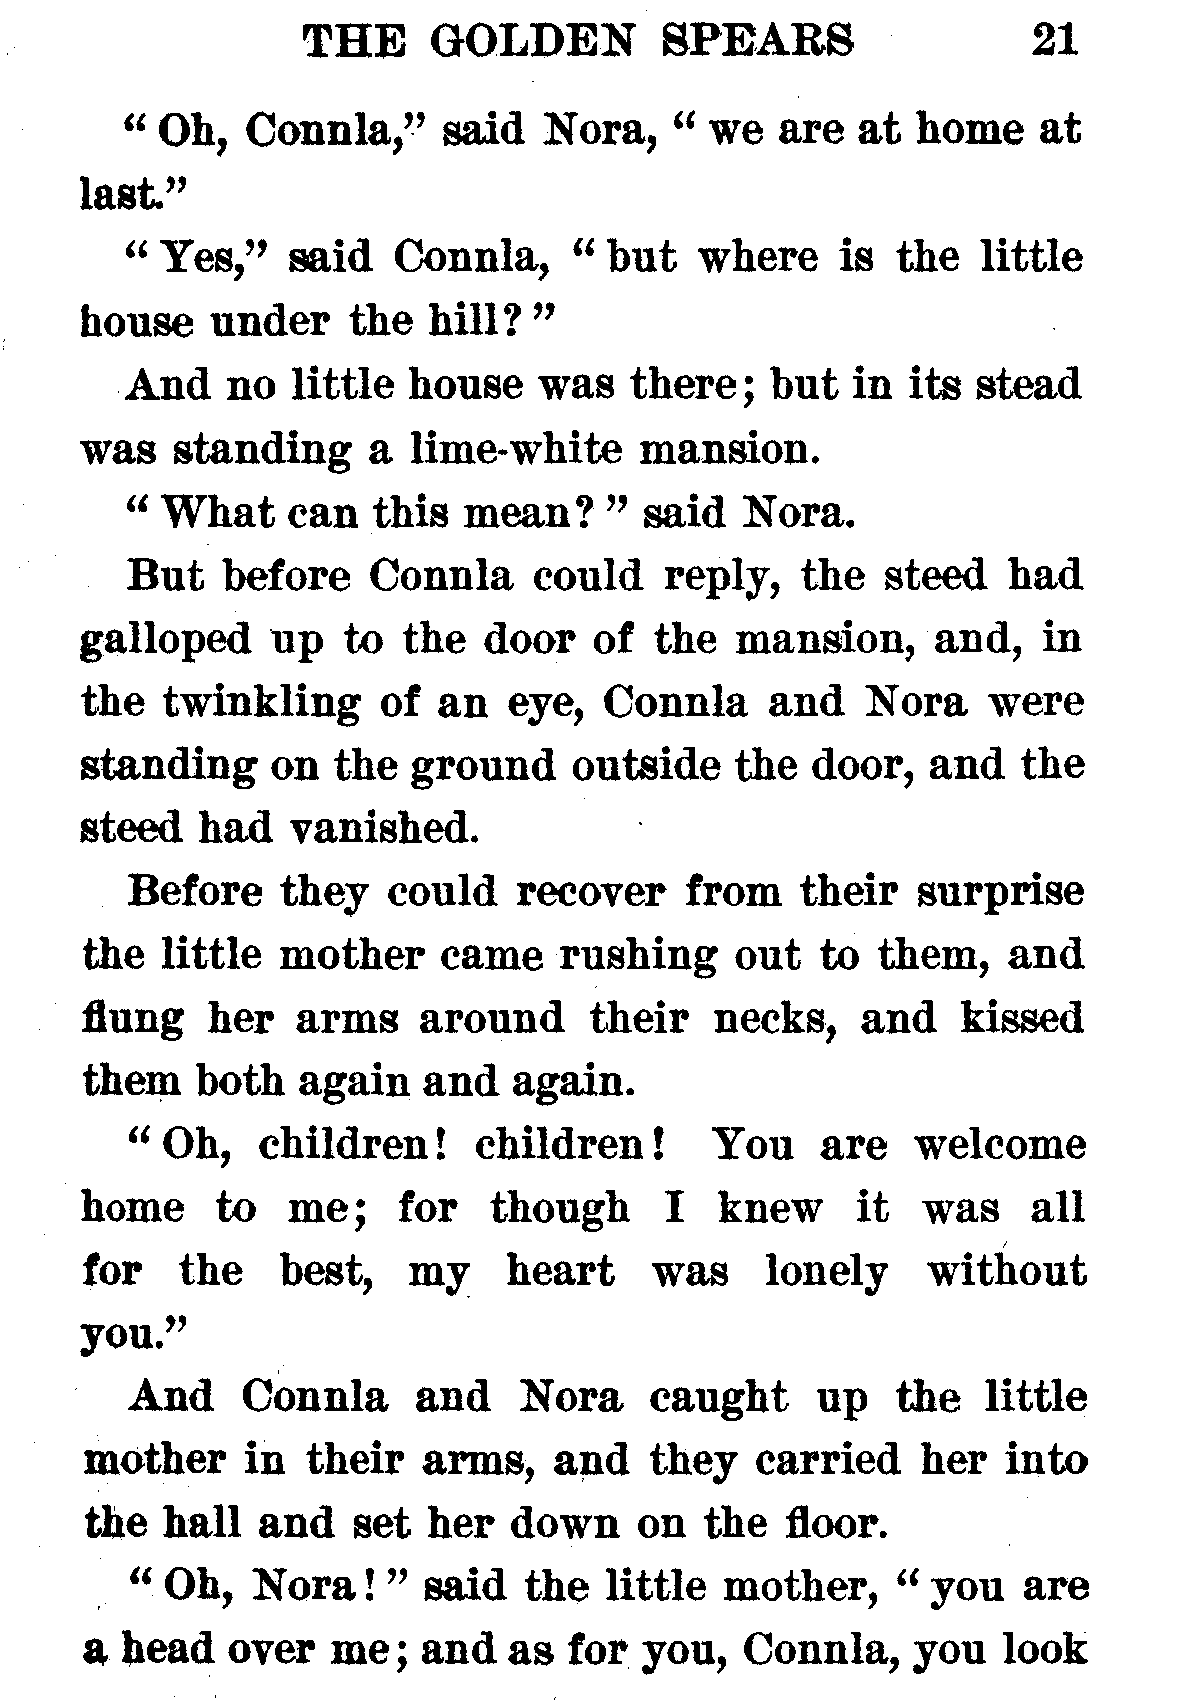 THE GOLDEN SPEARS 21
“ Oh, Connla,” said Nora, “ we are at home at
last.”
“ Yes,” said Connla, “ but where is the little
house under the hill? ”
And no little house was there; but in its stead
was standing a lime-white mansion.
“ What can this mean? ” said Nora.
But before Connla could reply, the steed had
galloped up to the door of the mansion, and, in
the twinkling of an eye, Connla and Nora were
standing on the ground outside the door, and the
steed had vanished.
Before they could recover from their surprise
the little mother came rushing out to them, and
flung her arms around their necks, and kissed
them both again and again.
“ Oh, children! children! You are welcome
home to me; for though I knew it was all
for the best, my heart was lonely without
you.”
And Connla and Nora caught up the little
mother in their arms, and they carried her into
the hall and set her down on the floor.
“ Oh, Nora! ” said the little mother, “ you are
a head over me; and as for you, Connla, you look